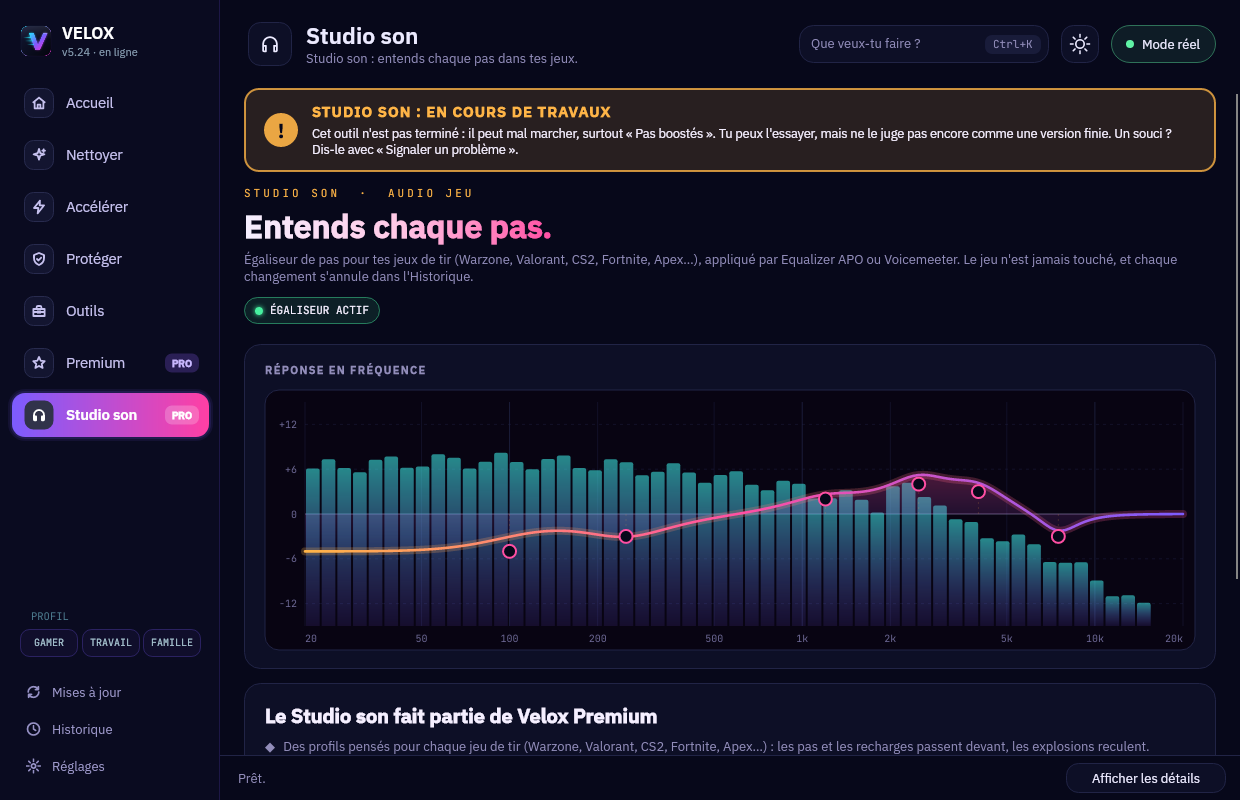 VELOX
v5.24 · en ligne
Accueil
Nettoyer
Accélérer
Protéger
Outils
Premium PRO
Studio son PRO
PROFIL
GAMER TRAVAIL FAMILLE
Mises à jour
Historique
Réglages
Studio son
Studio son : entends chaque pas dans tes jeux.
Que veux-tu faire ? Ctrl+K
Mode réel
!
STUDIO SON : EN COURS DE TRAVAUX
Cet outil n'est pas terminé : il peut mal marcher, surtout « Pas boostés ». Tu peux l'essayer, mais ne le juge pas encore comme une version finie. Un souci ?
Dis-le avec « Signaler un problème ».
STUDIO SON · AUDIO JEU
Entends chaque pas.
Égaliseur de pas pour tes jeux de tir (Warzone, Valorant, CS2, Fortnite, Apex...), appliqué par Equalizer APO ou Voicemeeter. Le jeu n'est jamais touché, et chaque
changement s'annule dans l'Historique.
ÉGALISEUR ACTIF
RÉPONSE EN FRÉQUENCE
+12
+6
0
-6
-12
20 50 100 200 500 1k 2k 5k 10k 20k
Le Studio son fait partie de Velox Premium
◆ Des profils pensés pour chaque jeu de tir (Warzone, Valorant, CS2, Fortnite, Apex...) : les pas et les recharges passent devant, les explosions reculent.
Prêt.
Afficher les détails